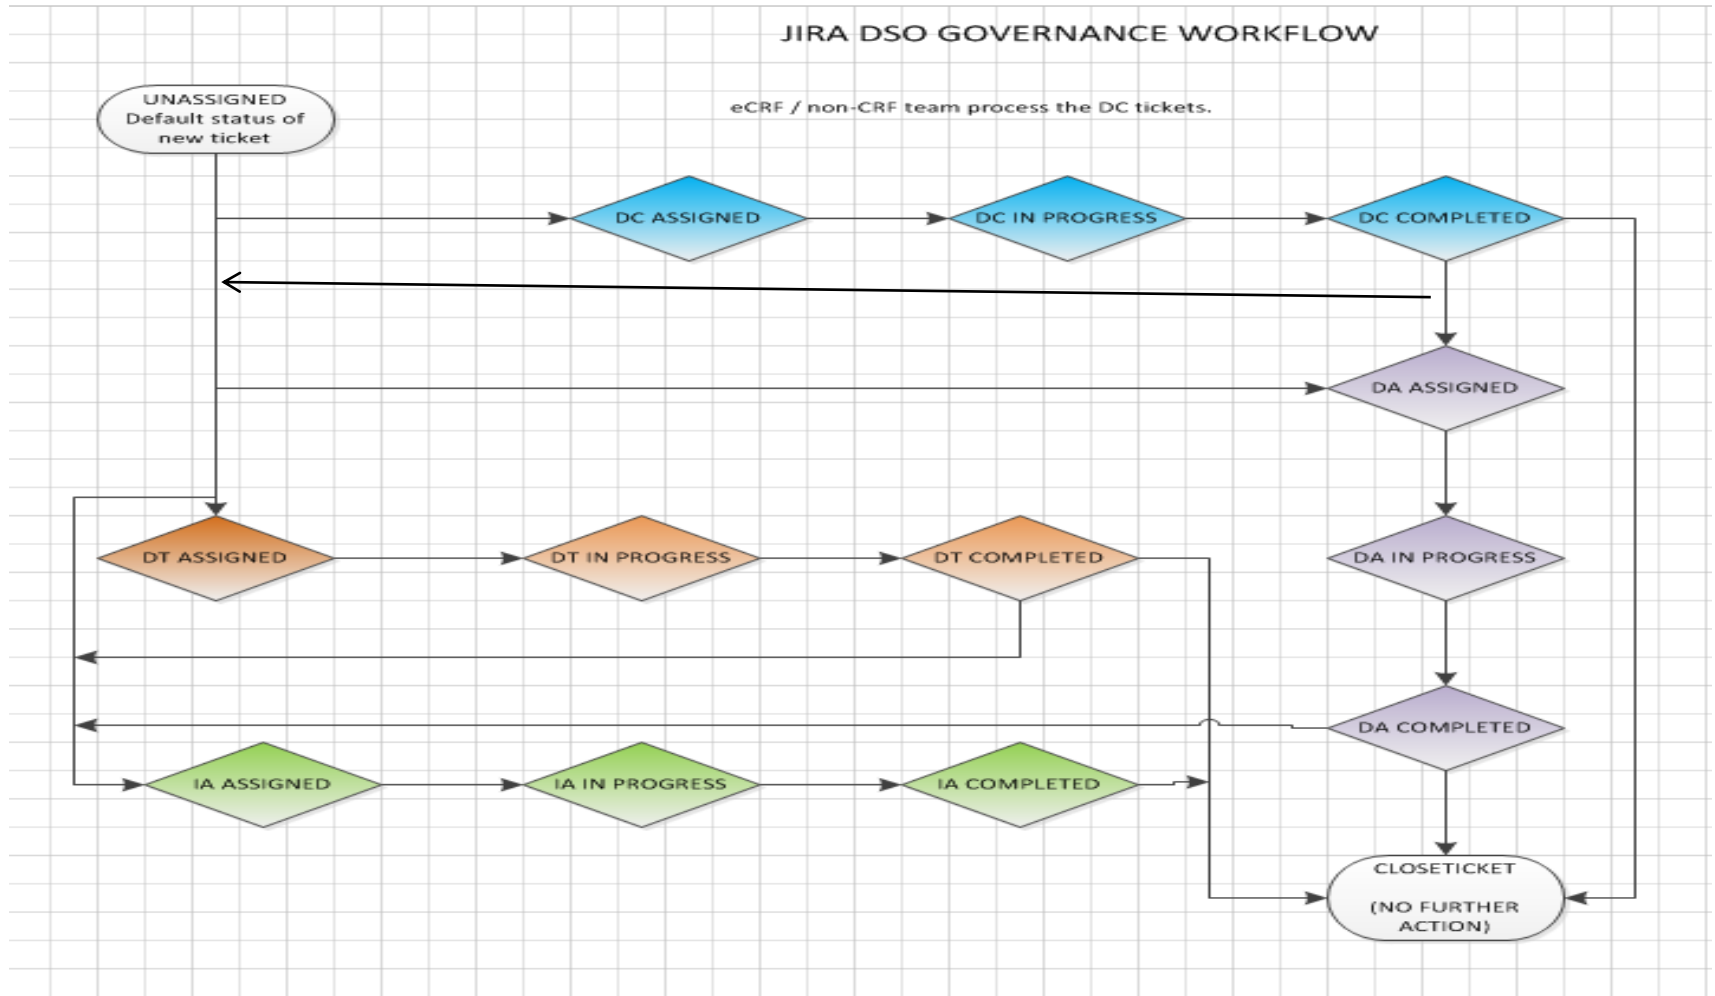 JIRA DSO GOVERNANCE WORKFLOW
UNASSIGNED
Default status of
new ticket
eCRF / non-CRF team process the DC tickets.
DC ASSIGNED
DC IN PROGRESS
DC COMPLETED
DA ASSIGNED
DT ASSIGNED
DT IN PROGRESS
DT COMPLETED
DA IN PROGRESS
DA COMPLETED
IA ASSIGNED
IA IN PROGRESS
IA COMPLETED
CLOSETICKET
(NO FURTHER
ACTION)